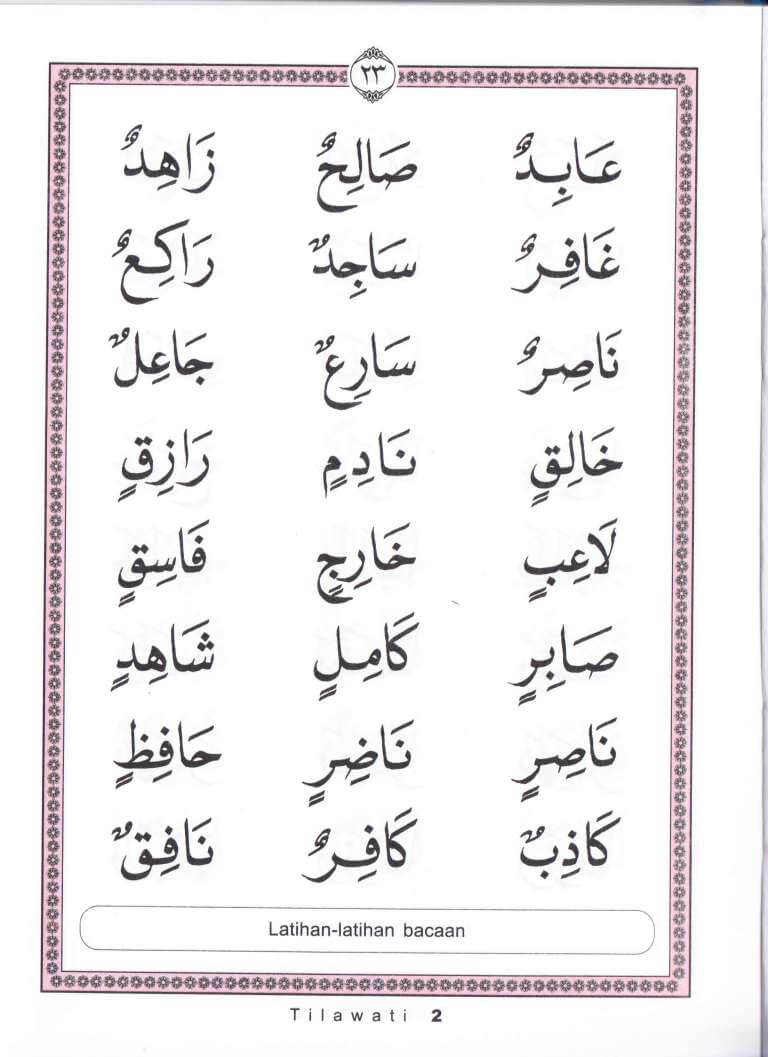 ٢٣
عَابِدٌ صَالِحٌ زَاهِدٌ
غَافِرٌ سَاجِدٌ رَاكِعٌ
نَاصِرٌ سَارِعٌ جَاعِلٌ
خَالِقٍ نَادِمٍ رَازِقٍ
لَاعِبٍ خَارِجٍ فَاسِقٍ
صَابِرٍ كَامِلٍ شَاهِدٍ
نَاصِرٍ نَاضِرٍ حَافِظٍ
كَاذِبٌ كَافِرٌ نَافِقٌ
Latihan-latihan bacaan
Tilawati 2